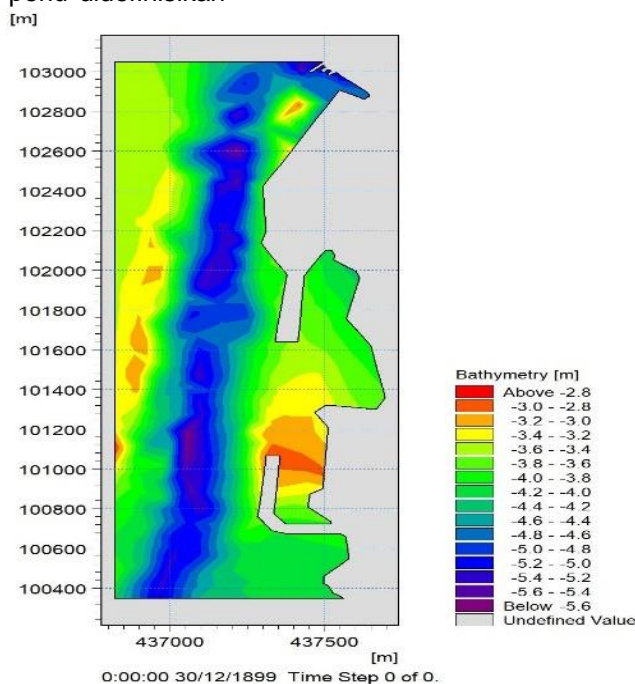 perlu didefinisikan
[m]
103000
102800
102600
102400
102200
102000
101800
101600
101400
101200
101000
100800
100600
100400
437000 437500
[m]
0:00:00 30/12/1899 Time Step 0 of 0.
Bathymetry [m]
Above -2.8
-3.0 - -2.8
-3.2 - -3.0
-3.4 - -3.2
-3.6 - -3.4
-3.8 - -3.6
-4.0 - -3.8
-4.2 - -4.0
-4.4 - -4.2
-4.6 - -4.4
-4.8 - -4.6
-5.0 - -4.8
-5.2 - -5.0
-5.4 - -5.2
-5.6 - -5.4
Below -5.6
Undefined Value